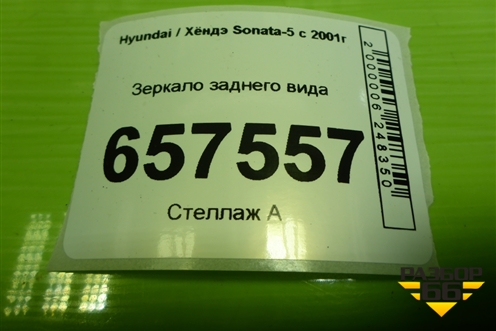 Hyundai / Хёндэ Sonata-5 с 2001г
Зеркало заднего вида
657557
Стеллаж А
2000006248350
РАЗБОР
66